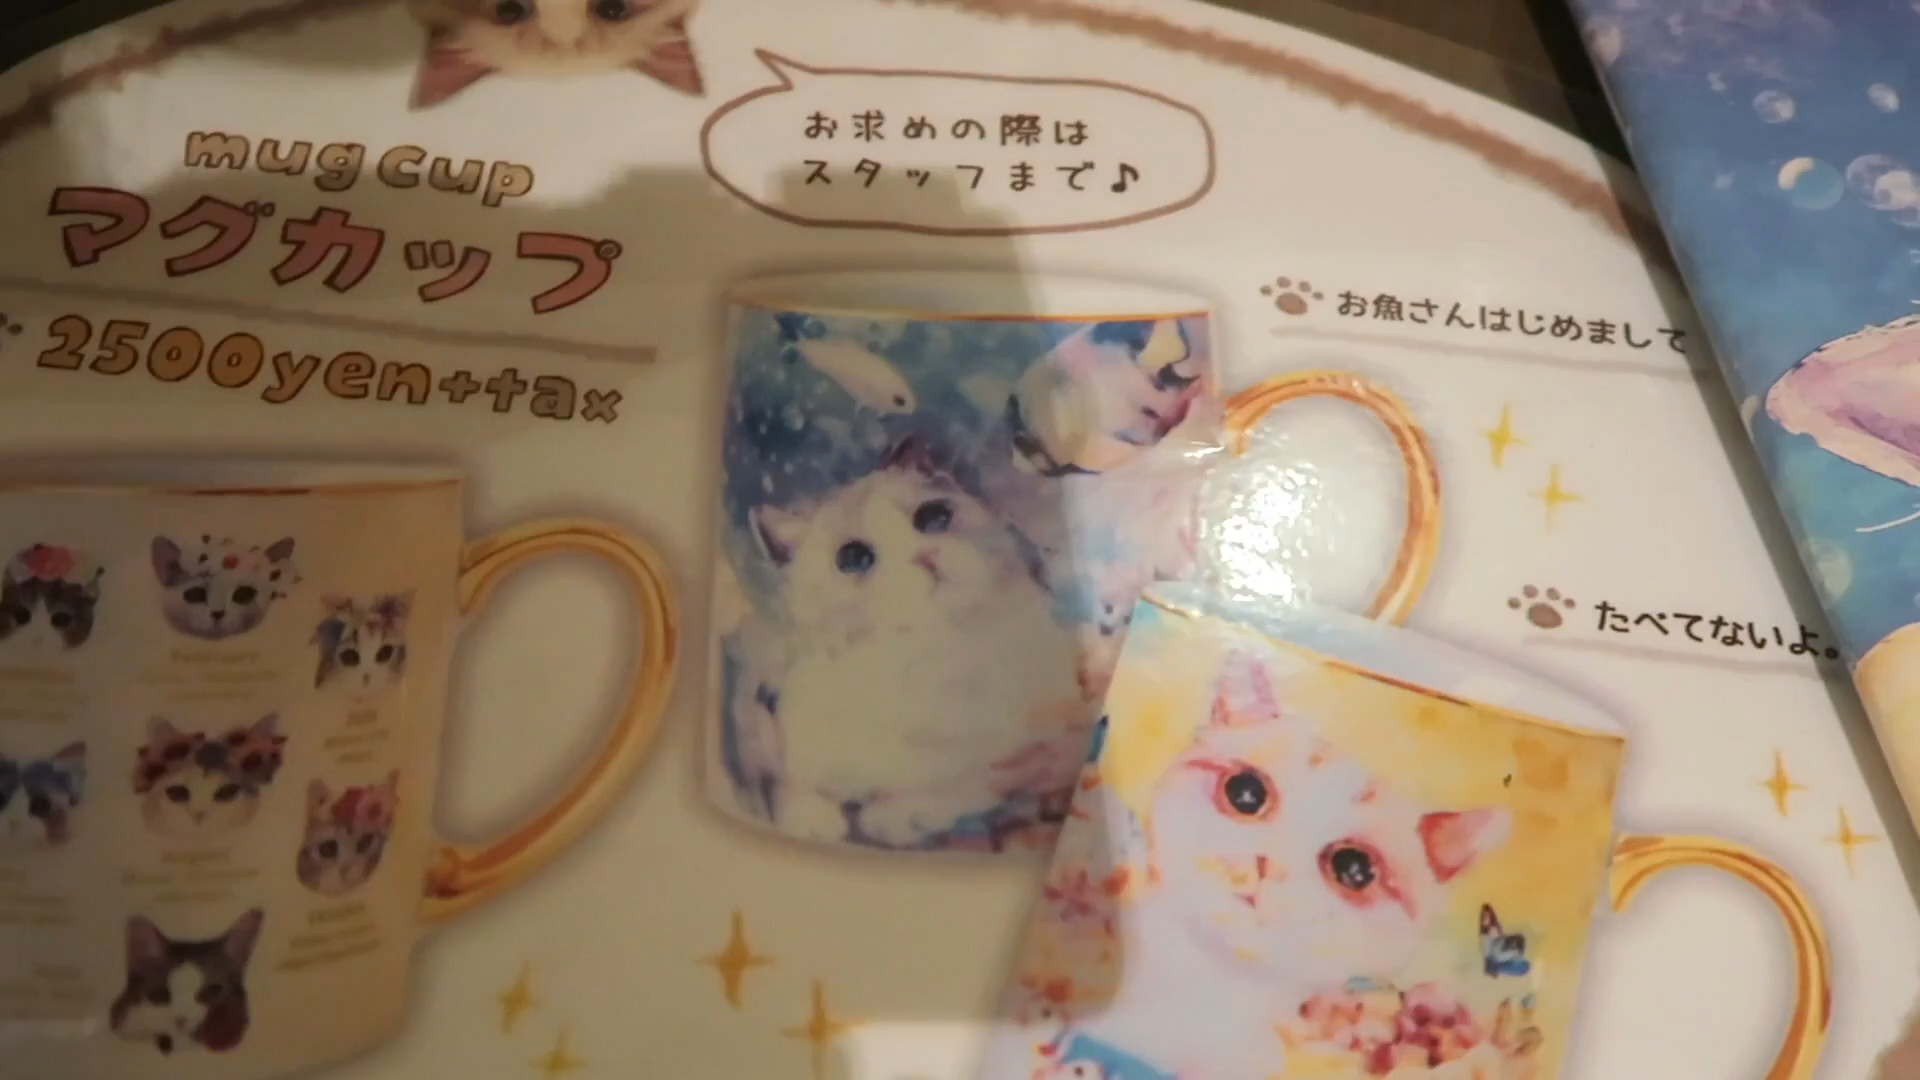 mug cup
マグカップ
2500yen+tax
お求めの際は
スタッフまで♪
お魚さんはじめまして
たべてないよ。